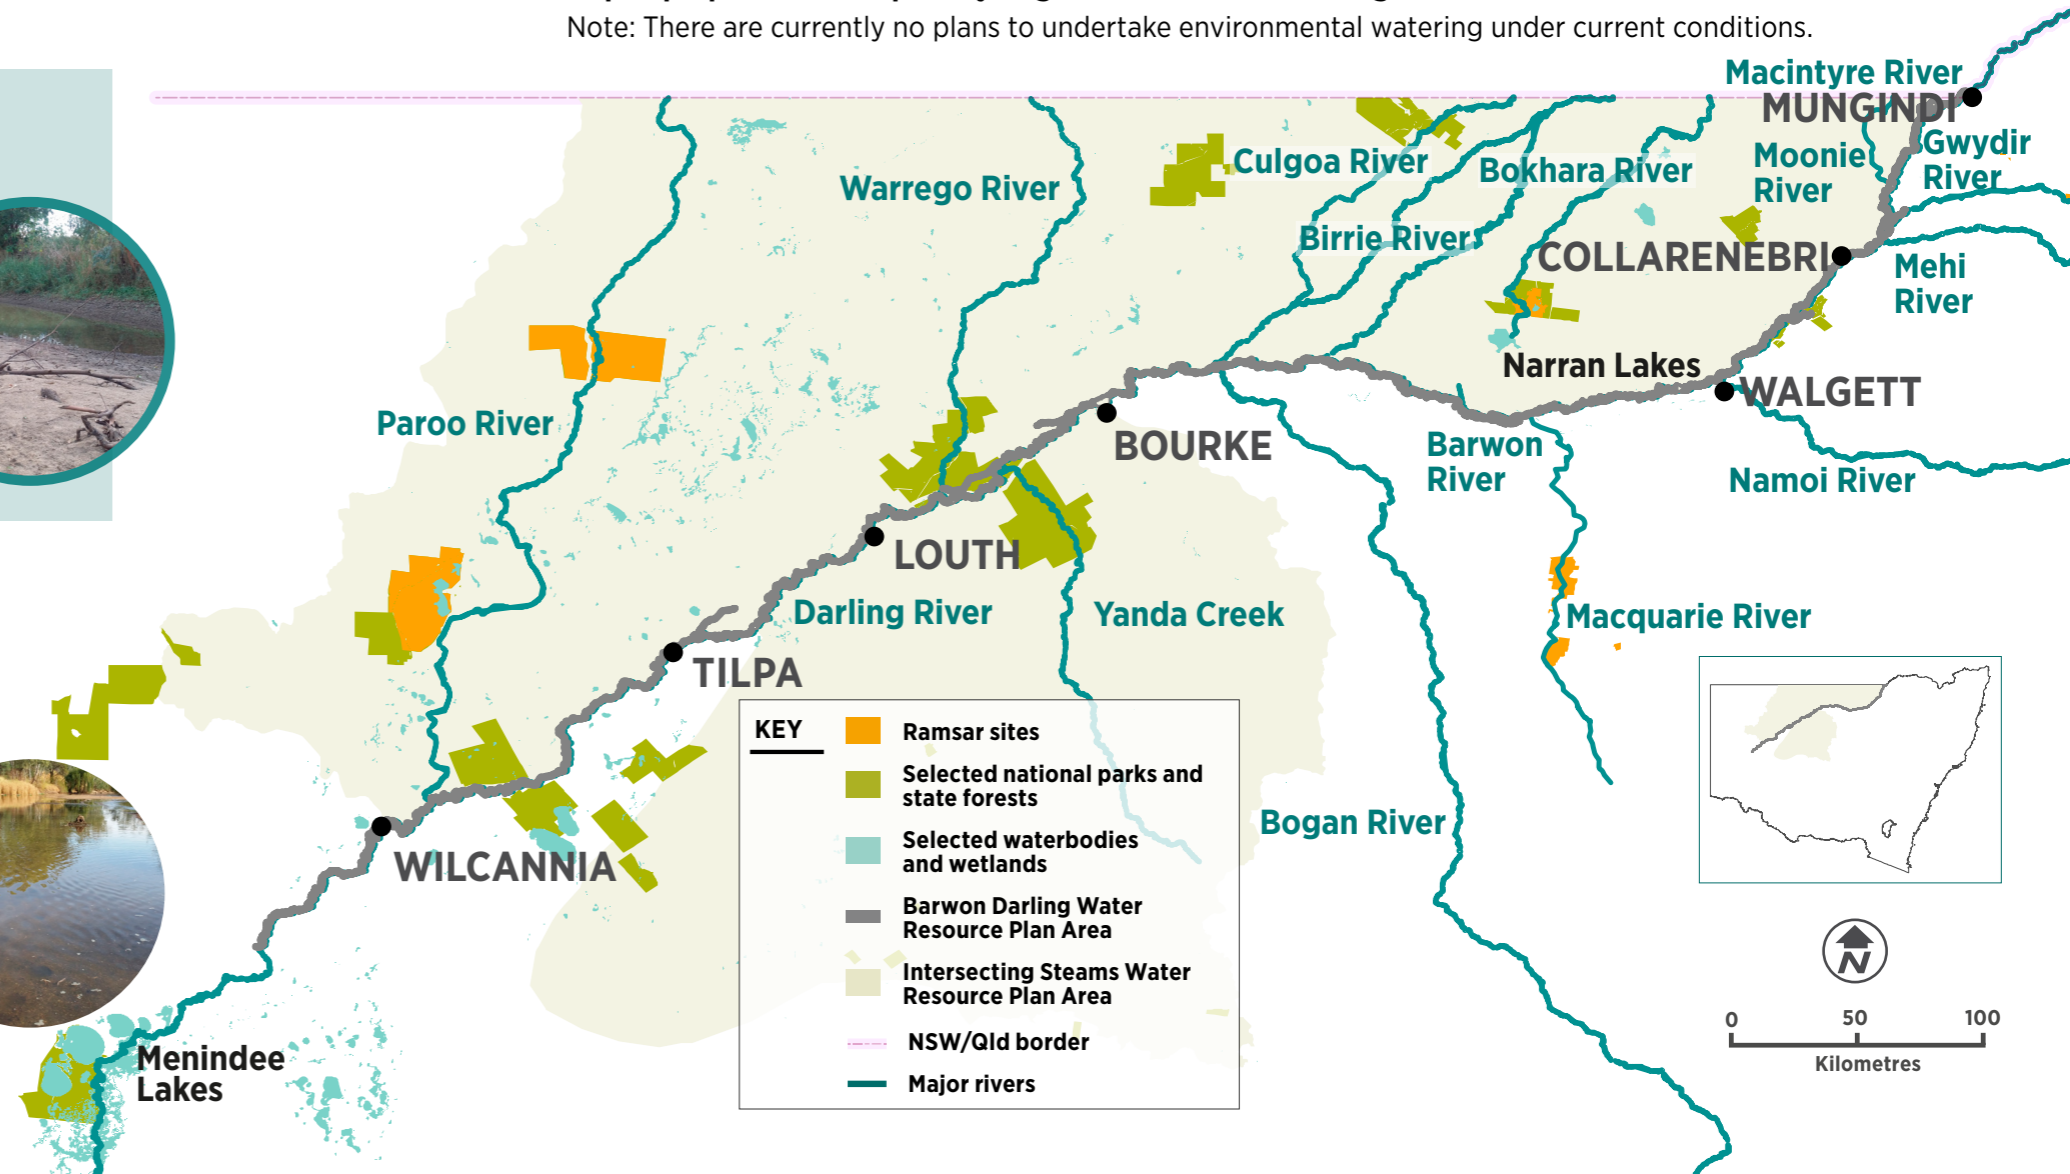 Note: There are currently no plans to undertake environmental watering under current conditions.
Macintyre River
MUNGINDI
Moonie
River
Gwydir
River
Culgoa River
Bokhara River
Warrego River
Birrie River
COLLARENEBRI
Mehi
River
Narran Lakes
WALGETT
Paroo River
BOURKE
Barwon
River
Namoi River
LOUTH
Darling River
Yanda Creek
Macquarie River
TILPA
WILCANNIA
Bogan River
Menindee
Lakes
KEY
Ramsar sites
Selected national parks and
state forests
Selected waterbodies
and wetlands
Barwon Darling Water
Resource Plan Area
Intersecting Steams Water
Resource Plan Area
NSW/Qld border
Major rivers
N
0 50 100
Kilometres